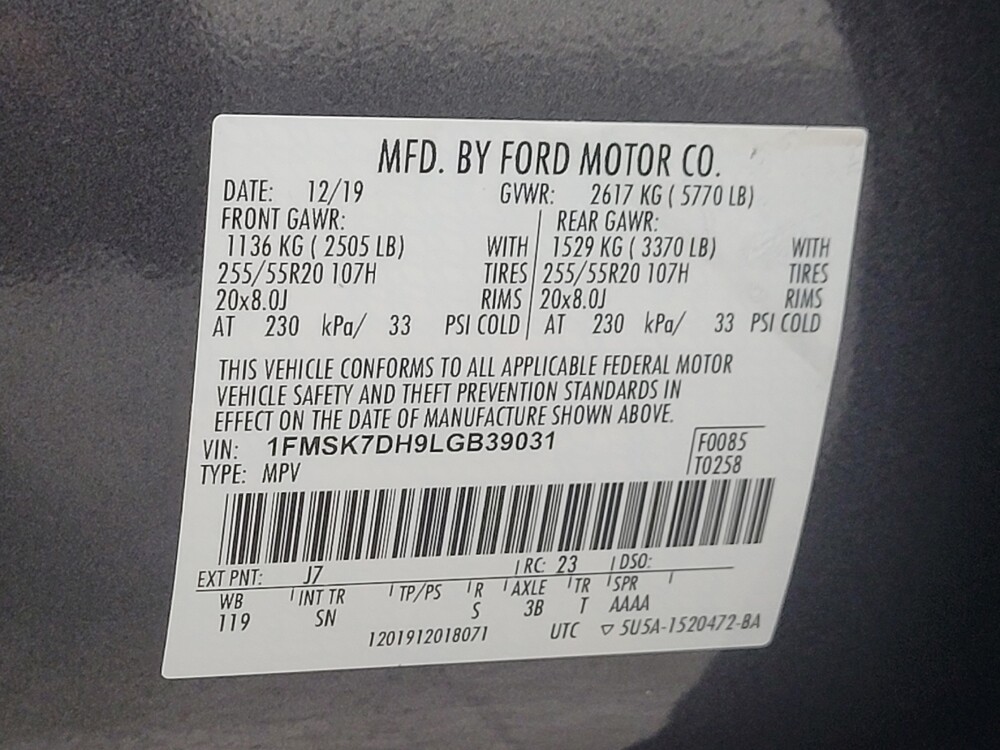 MFD. BY FORD MOTOR CO.
DATE: 12/19 GVWR: 2617 KG ( 5770 LB)
FRONT GAWR: REAR GAWR:
1136 KG ( 2505 LB) WITH 1529 KG ( 3370 LB) WITH
255/55R20 107H TIRES 255/55R20 107H TIRES
20x8.0J RIMS 20x8.0J RIMS
AT 230 kPa/ 33 PSI COLD AT 230 kPa/ 33 PSI COLD
THIS VEHICLE CONFORMS TO ALL APPLICABLE FEDERAL MOTOR
VEHICLE SAFETY AND THEFT PREVENTION STANDARDS IN
EFFECT ON THE DATE OF MANUFACTURE SHOWN ABOVE.
VIN: 1FMSK7DH9LGB39031 F0085
TYPE: MPV T0258
EXT PNT: J7 RC: 23 DSO:
WB INT TR TP/PS R AXLE TR SPR
119 SN S 3B T AAAA
1201912018071 UTC ▽ 5U5A-1520472-BA